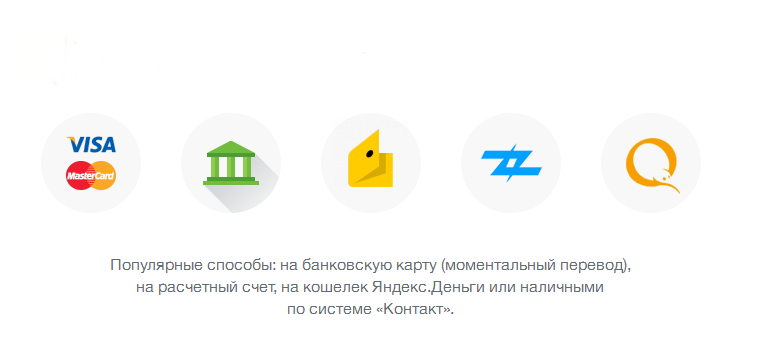 VISA
MasterCard
Популярные способы: на банковскую карту (моментальный перевод),
на расчетный счет, на кошелек Яндекс.Деньги или наличными
по системе «Контакт».